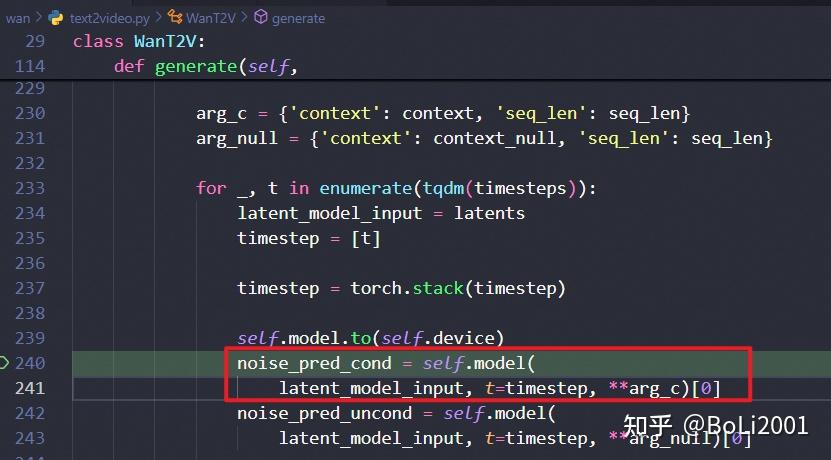 wan > text2video.py > WanT2V > generate
29 class WanT2V:
114 def generate(self,
229
230 arg_c = {'context': context, 'seq_len': seq_len}
231 arg_null = {'context': context_null, 'seq_len': seq_len}
232
233 for _, t in enumerate(tqdm(timesteps)):
234 latent_model_input = latents
235 timestep = [t]
236
237 timestep = torch.stack(timestep)
238
239 self.model.to(self.device)
240 noise_pred_cond = self.model(
241 latent_model_input, t=timestep, **arg_c)[0]
242 noise_pred_uncond = self.model(
243 latent_model_input, t=timestep, **arg_null)[0]
知乎 @BoLi2001